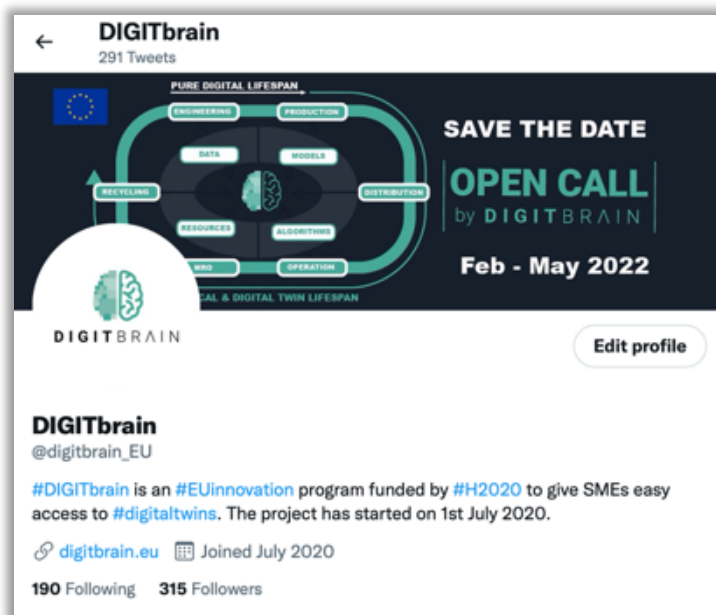 DIGITbrain
291 Tweets
PURE DIGITAL LIFESPAN
ENGINEERING
PRODUCTION
DATA
MODELS
RECYCLING
DISTRIBUTION
RESOURCES
ALGORITHMS
MRO
OPERATION
CAL & DIGITAL TWIN LIFESPAN
SAVE THE DATE
OPEN CALL
by DIGITBRAIN
Feb - May 2022
DIGITBRAIN
Edit profile
DIGITbrain
@digitbrain_EU
#DIGITbrain is an #EUinnovation program funded by #H2020 to give SMEs easy
access to #digitaltwins. The project has started on 1st July 2020.
digitbrain.eu Joined July 2020
190 Following 315 Followers